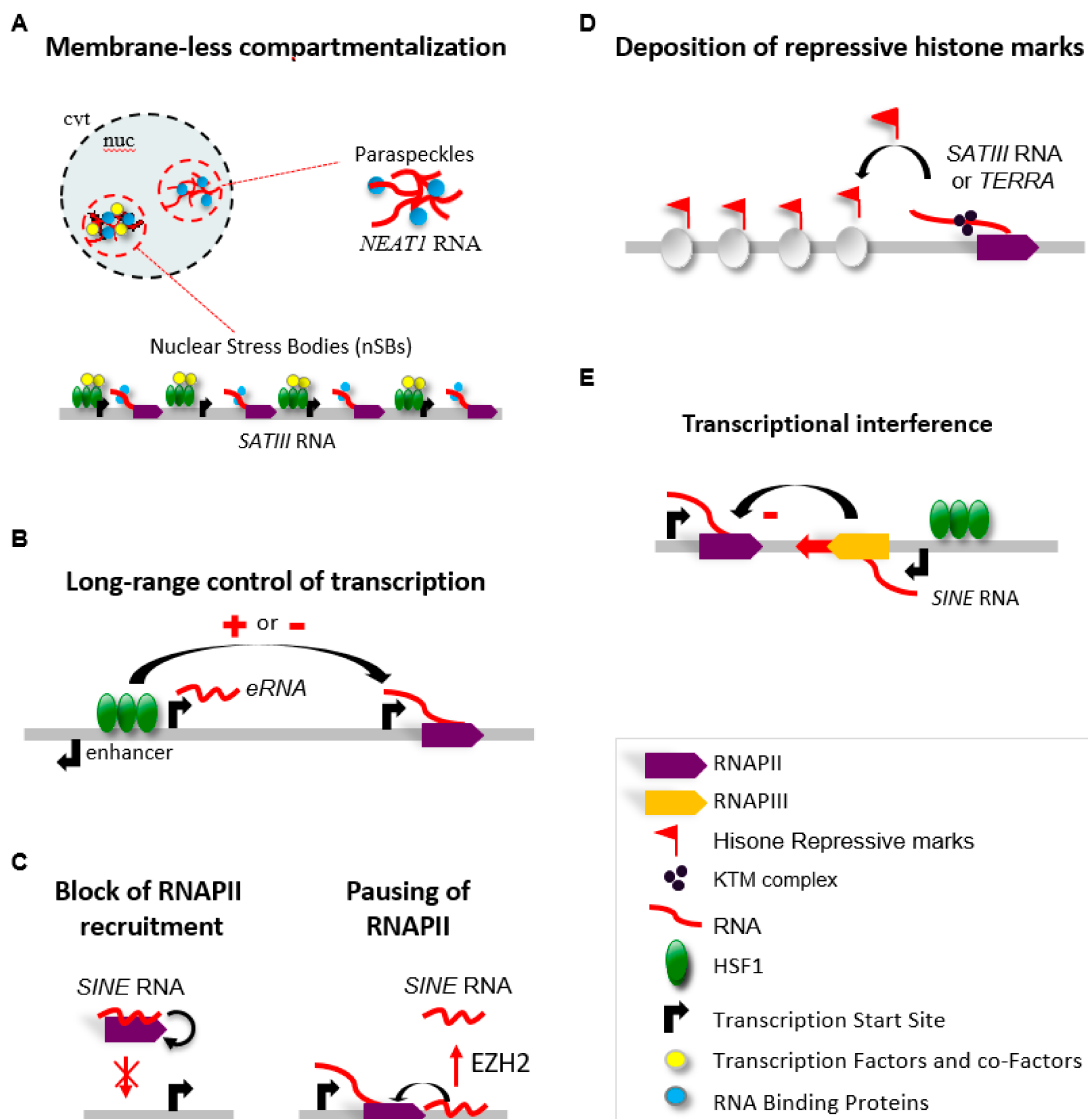 A
Membrane-less compartmentalization
cyt
nuc
Paraspeckles
NEAT1 RNA
Nuclear Stress Bodies (nSBs)
SATIII RNA
B
Long-range control of transcription
+ or -
eRNA
enhancer
C
Block of RNAPII
recruitment
SINE RNA
Pausing of
RNAPII
SINE RNA
EZH2
D
Deposition of repressive histone marks
SATIII RNA
or TERRA
E
Transcriptional interference
-
SINE RNA
RNAPII
RNAPIII
Hisone Repressive marks
KTM complex
RNA
HSF1
Transcription Start Site
Transcription Factors and co-Factors
RNA Binding Proteins